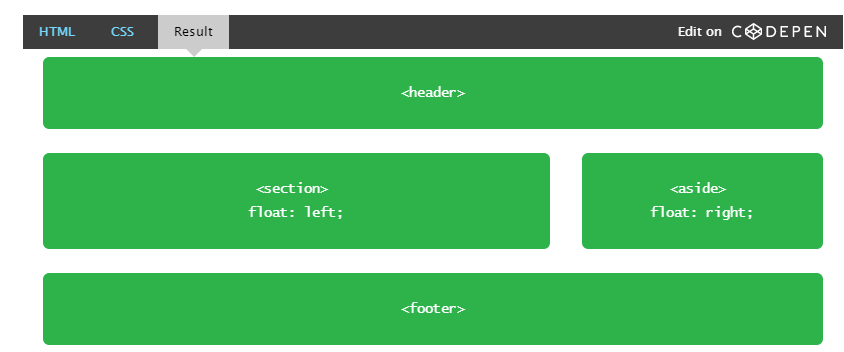 HTML CSS Result Edit on CODEPEN
<header>
<section> <aside>
float: left; float: right;
<footer>